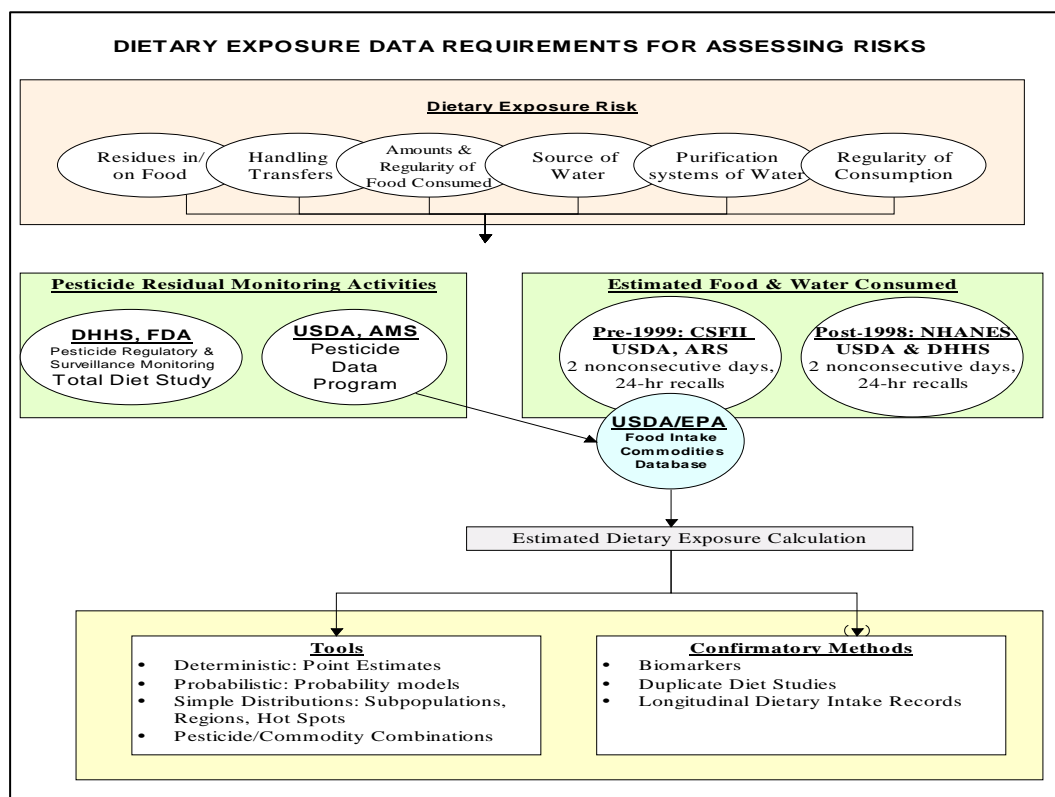 DIETARY EXPOSURE DATA REQUIREMENTS FOR ASSESSING RISKS
Dietary Exposure Risk
Residues in/
on Food
Handling
Transfers
Amounts &
Regularity of
Food Consumed
Source of
Water
Purification
systems of Water
Regularity of
Consumption
Pesticide Residual Monitoring Activities
DHHS, FDA
Pesticide Regulatory &
Surveillance Monitoring
Total Diet Study
USDA, AMS
Pesticide
Data
Program
Estimated Food & Water Consumed
Pre-1999: CSFII
USDA, ARS
2 nonconsecutive days,
24-hr recalls
Post-1998: NHANES
USDA & DHHS
2 nonconsecutive days,
24-hr recalls
USDA/EPA
Food Intake
Commodities
Database
Estimated Dietary Exposure Calculation
Tools
• Deterministic: Point Estimates
• Probabilistic: Probability models
• Simple Distributions: Subpopulations,
Regions, Hot Spots
• Pesticide/Commodity Combinations
Confirmatory Methods
• Biomarkers
• Duplicate Diet Studies
• Longitudinal Dietary Intake Records